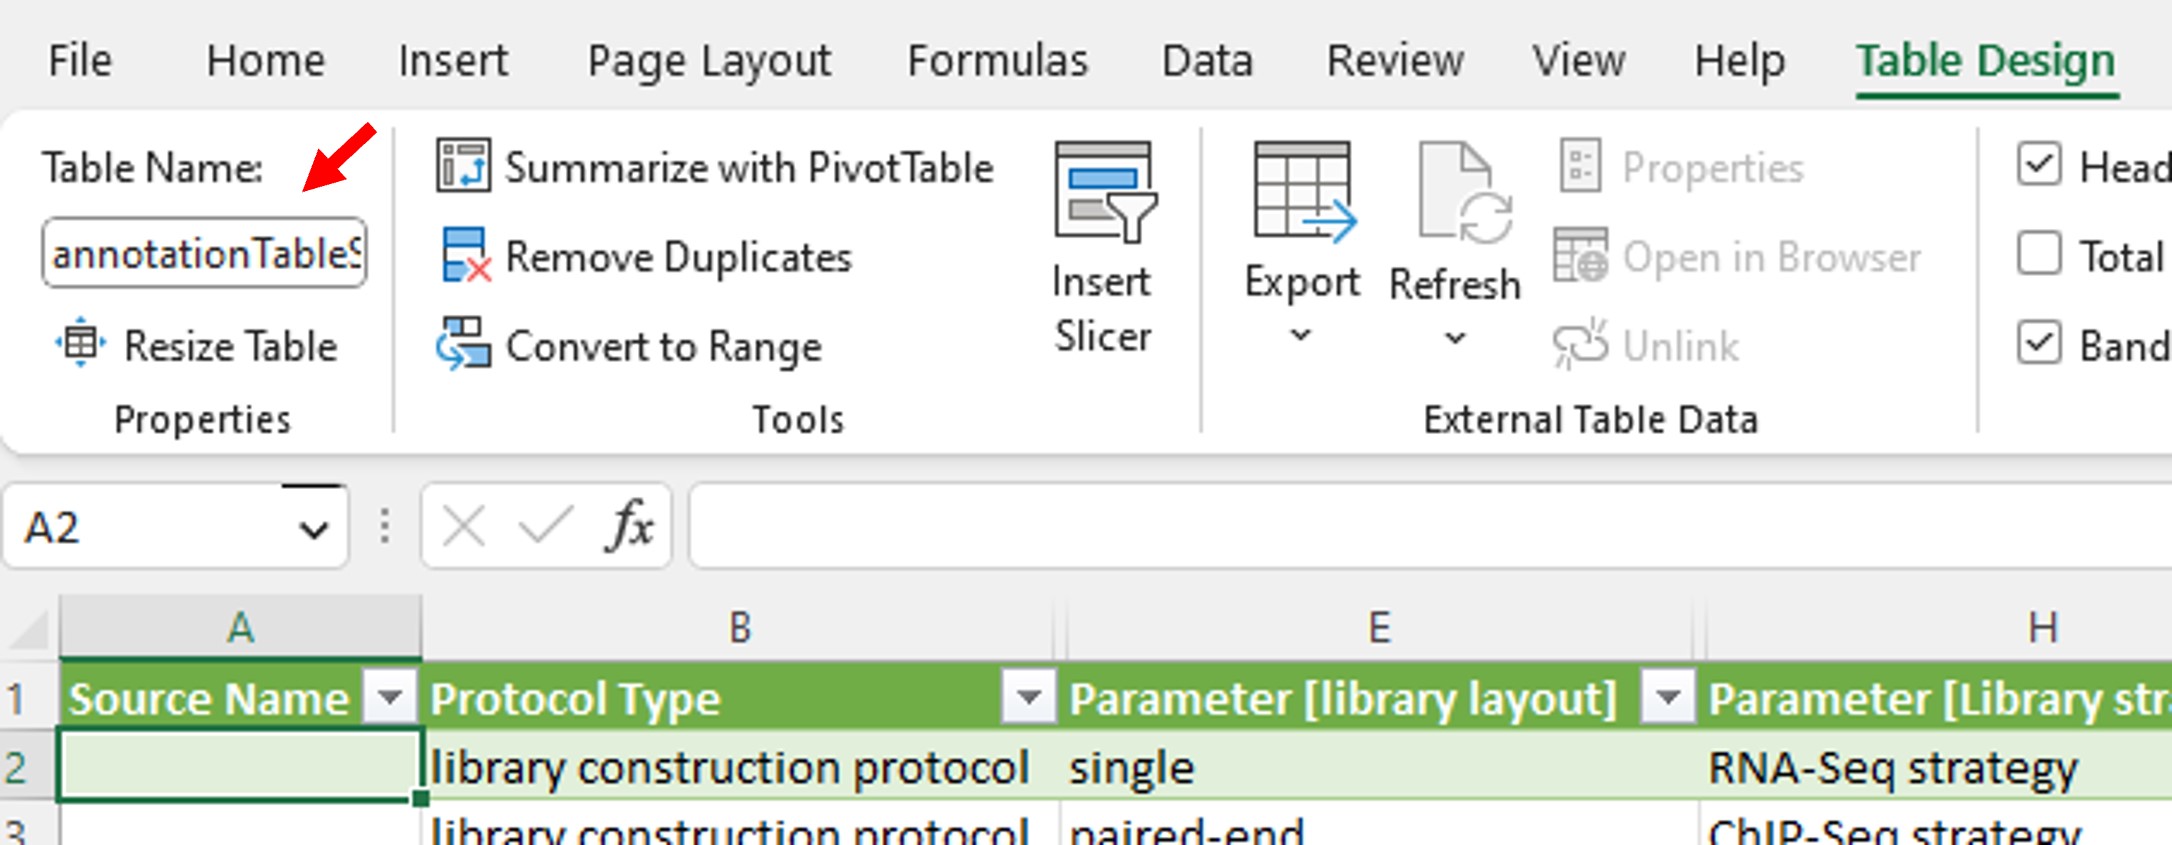 File Home Insert Page Layout Formulas Data Review View Help Table Design
Table Name:
annotationTableS
Resize Table
Properties
Summarize with PivotTable
Remove Duplicates
Convert to Range
Insert
Slicer
Tools
Export
Refresh
Properties
Open in Browser
Unlink
External Table Data
Head
Total
Band
A2
fx
A B E H
1 Source Name Protocol Type Parameter [library layout] Parameter [Library str
2 library construction protocol single RNA-Seq strategy
3 library construction protocol paired-end ChIP-Seq strategy